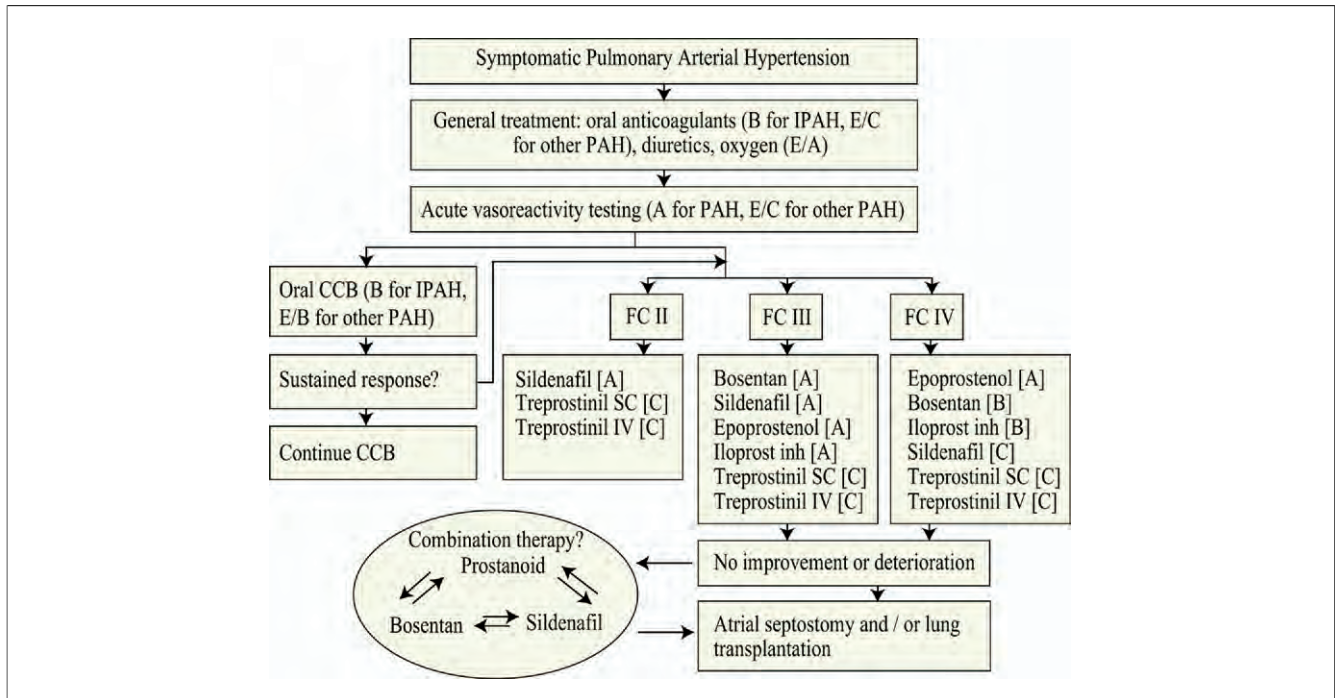 Symptomatic Pulmonary Arterial Hypertension
General treatment: oral anticoagulants (B for IPAH, E/C
for other PAH), diuretics, oxygen (E/A)
Acute vasoreactivity testing (A for PAH, E/C for other PAH)
Oral CCB (B for IPAH,
E/B for other PAH)
Sustained response?
Continue CCB
FC II
Sildenafil [A]
Treprostinil SC [C]
Treprostinil IV [C]
FC III
Bosentan [A]
Sildenafil [A]
Epoprostenol [A]
Iloprost inh [A]
Treprostinil SC [C]
Treprostinil IV [C]
FC IV
Epoprostenol [A]
Bosentan [B]
Iloprost inh [B]
Sildenafil [C]
Treprostinil SC [C]
Treprostinil IV [C]
No improvement or deterioration
Combination therapy?
Prostanoid
Bosentan
Sildenafil
Atrial septostomy and / or lung
transplantation